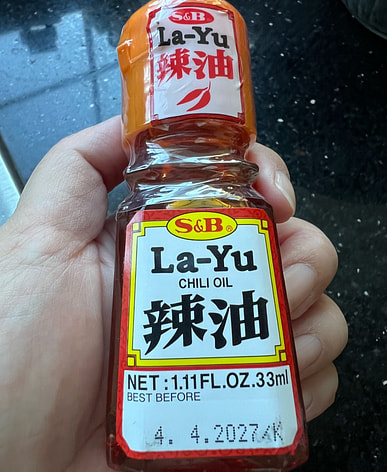 S&B
La-Yu
辣油
S&B®
La-Yu
CHILI OIL
辣油
NET:1.11FL.OZ.33ml
BEST BEFORE
4. 4.2027/K